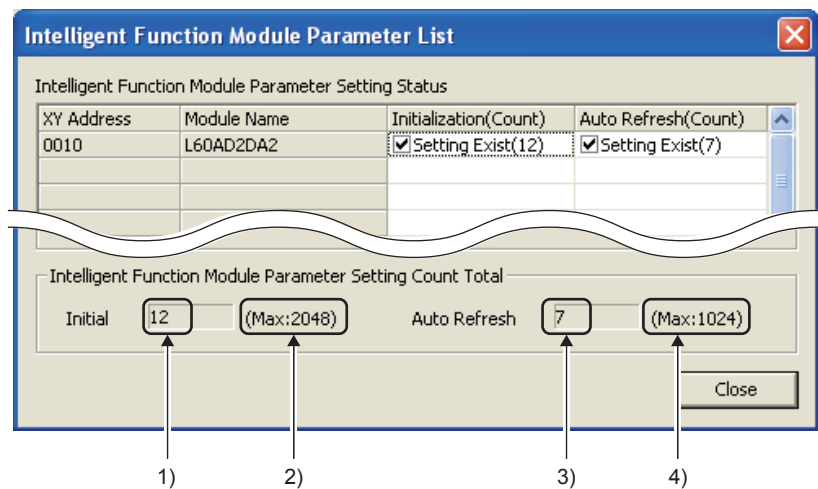 Intelligent Function Module Parameter List
Intelligent Function Module Parameter Setting Status
XY Address Module Name Initialization(Count) Auto Refresh(Count)
0010 L60AD2DA2 Setting Exist(12) Setting Exist(7)
Intelligent Function Module Parameter Setting Count Total
Initial 12 (Max:2048) Auto Refresh 7 (Max:1024)
Close
1) 2) 3) 4)